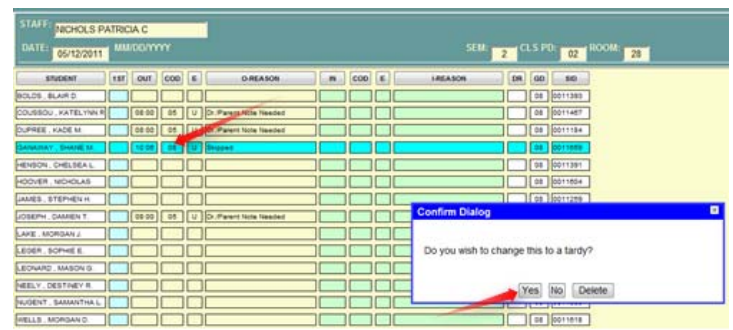 STAFF: NICHOLS PATRICIA C
DATE: 05/12/2011 MM/DD/YYYY SEM: 2 CLS PD: 02 ROOM: 28
STUDENT 1ST OUT COD E O-REASON IN COD E I-REASON DR GD SID
BOLDS , BLAIR D. 08 0011393
COUSSOU , KATELYNN R 08:00 05 U Dr./Parent Note Needed 08 0011467
DUPREE , KADE M. 08:00 05 U Dr./Parent Note Needed 08 0011184
SHANE M. 10:06 U Skipped 08
HENSON , CHELSEA L. 08 0011391
HOOVER , NICHOLAS 08 0011604
JAMES , STEPHEN H. 08 0011259
JOSEPH , DAMIEN T. 08:00 05 U Dr./Parent Note Needed
LAKE , MORGAN J.
LEGER , SOPHIE E.
LEONARD , MASON G.
NEELY , DESTINEY R.
NUGENT , SAMANTHA L.
WELLS , MORGAN D. 08 0011618
Confirm Dialog
Do you wish to change this to a tardy?
Yes No Delete